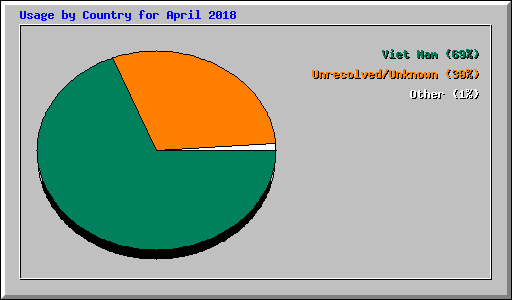 Usage by Country for April 2018
Viet Nam (69%)
Unresolved/Unknown (30%)
Other (1%)